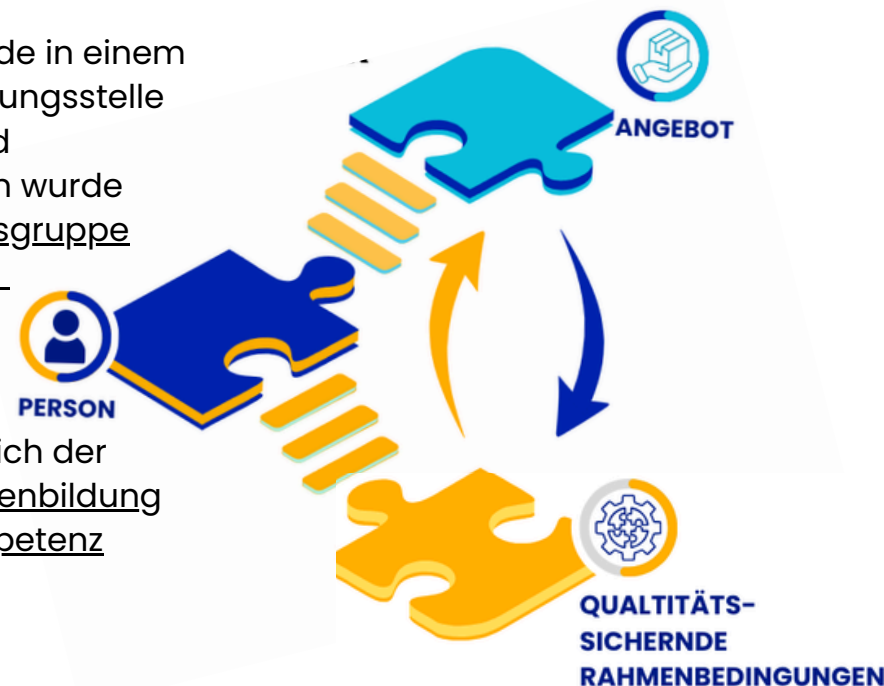 de in einem
ungsstelle
d
n wurde
sgruppe
ich der
enbildung
petenz
ANGEBOT
PERSON
QUALTITÄTS-
SICHERNDE
RAHMENBEDINGUNGEN